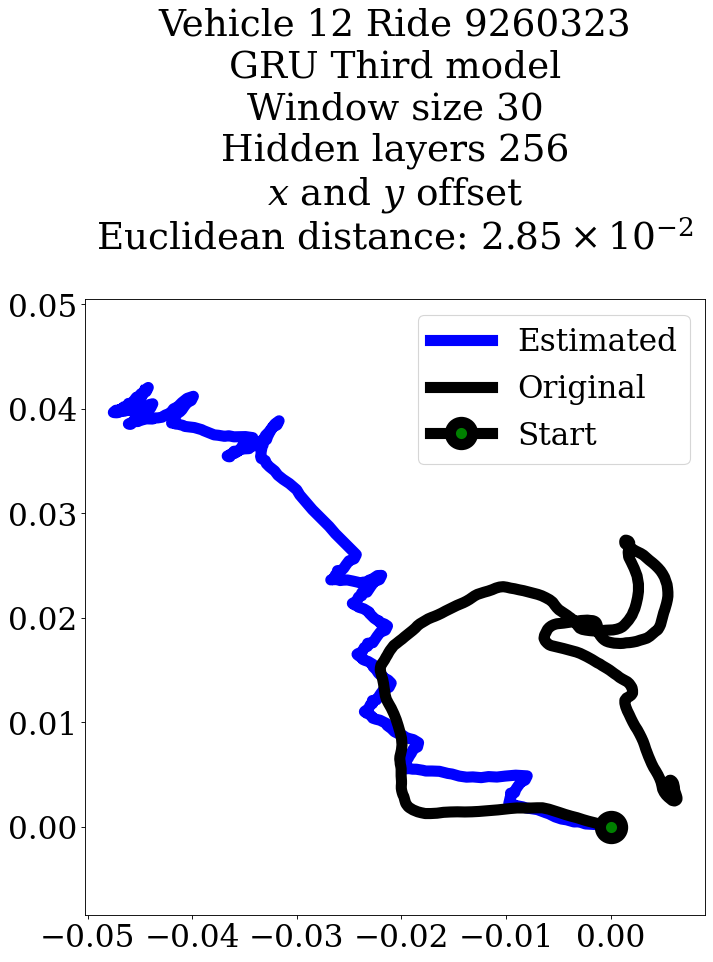 Vehicle 12 Ride 9260323
GRU Third model
Window size 30
Hidden layers 256
x and y offset
Euclidean distance: 2.85 × 10⁻²
0.05
0.04
0.03
0.02
0.01
0.00
Estimated
Original
Start
−0.05 −0.04 −0.03 −0.02 −0.01 0.00